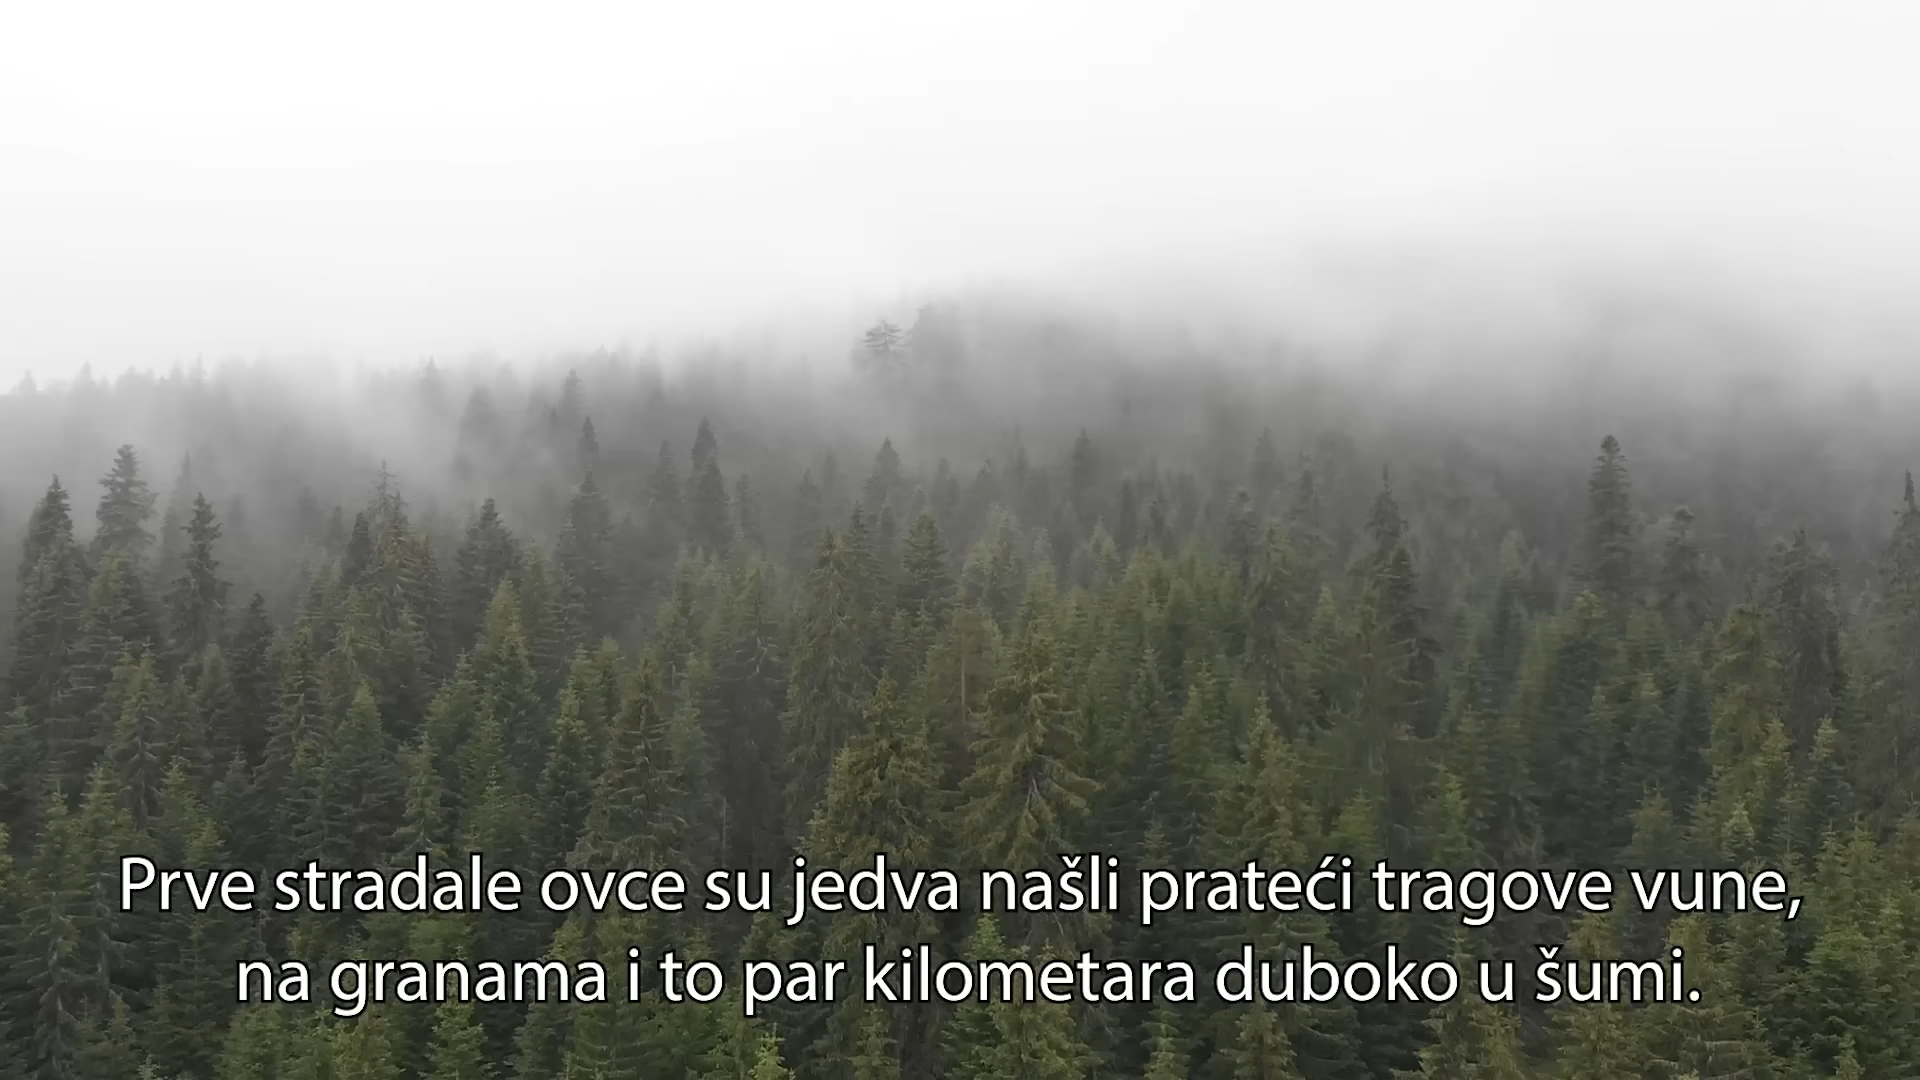 Prve stradale ovce su jedva našli prateći tragove vune,
na granama i to par kilometara duboko u šumi.